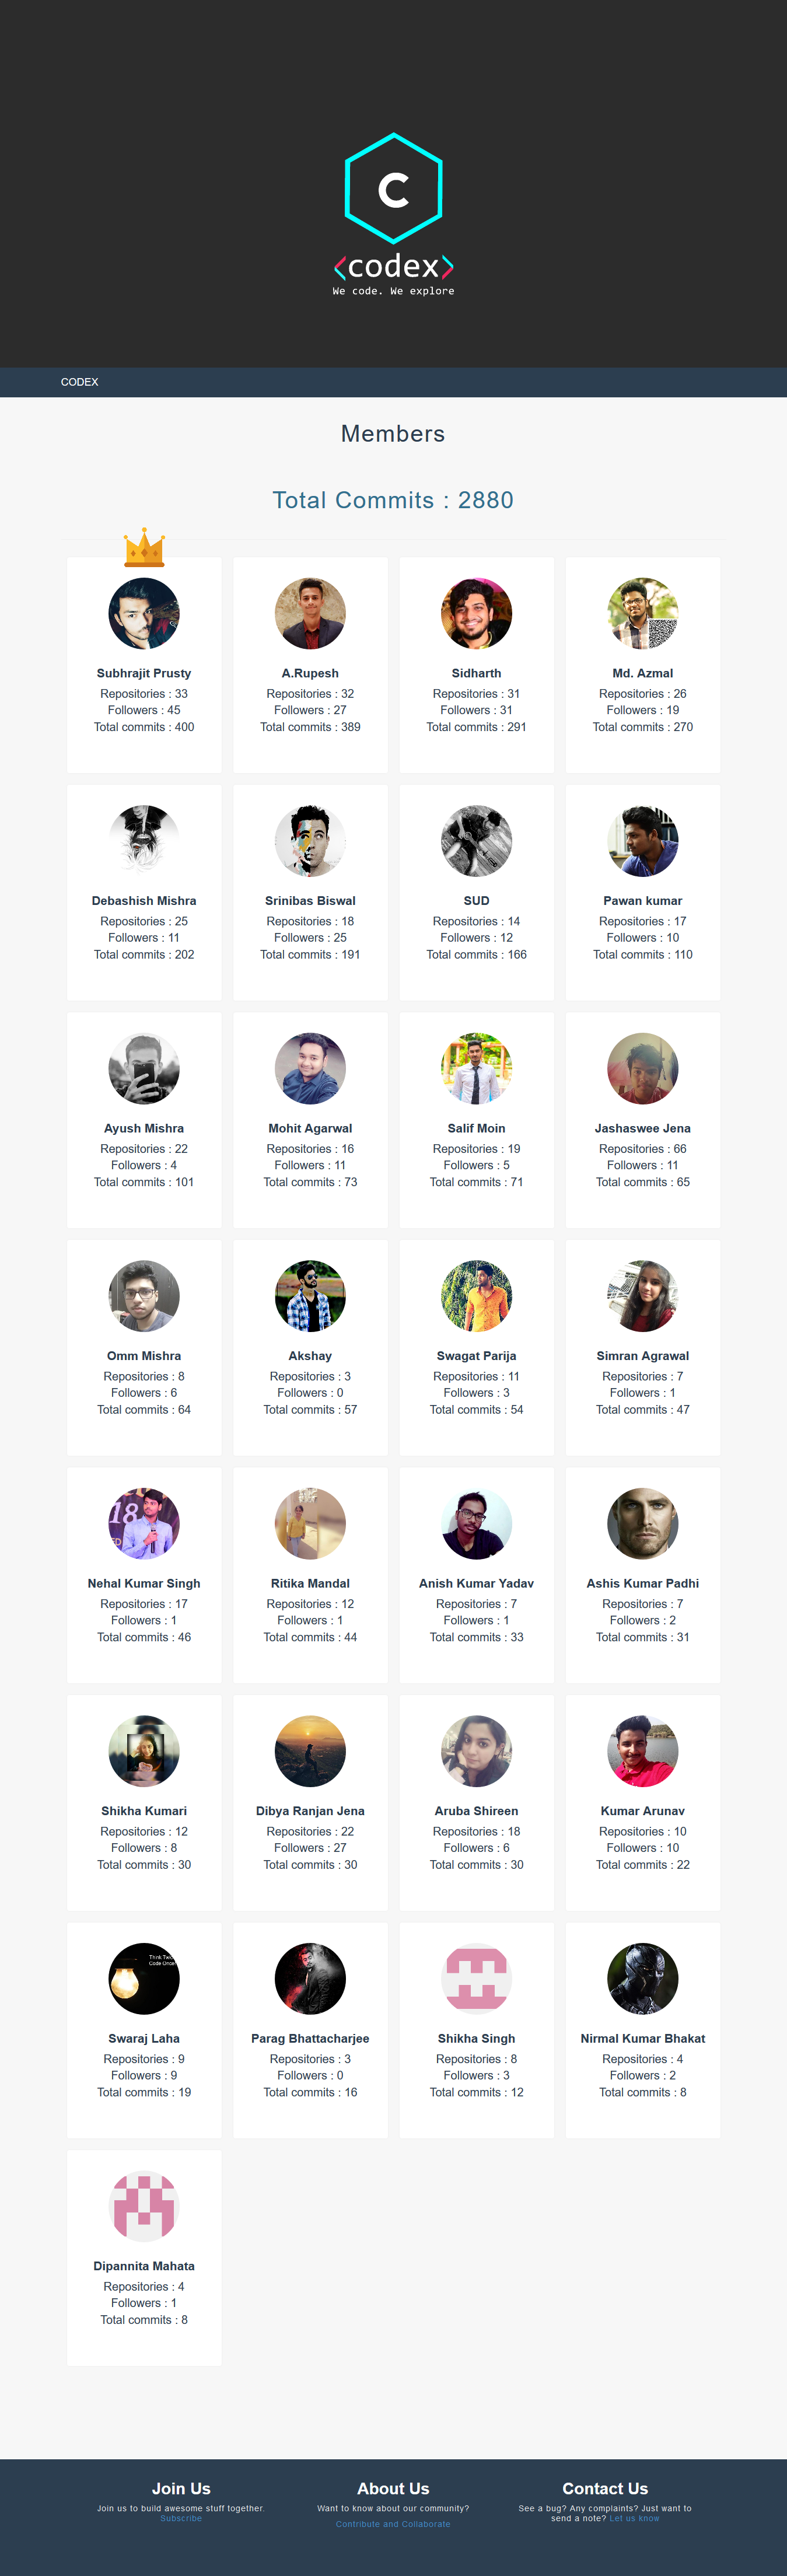 C
<codex>
We code. We explore
CODEX
Members
Total Commits : 2880
Subhrajit Prusty
Repositories : 33
Followers : 45
Total commits : 400
A.Rupesh
Repositories : 32
Followers : 27
Total commits : 389
Sidharth
Repositories : 31
Followers : 31
Total commits : 291
Md. Azmal
Repositories : 26
Followers : 19
Total commits : 270
Debashish Mishra
Repositories : 25
Followers : 11
Total commits : 202
Srinibas Biswal
Repositories : 18
Followers : 25
Total commits : 191
SUD
Repositories : 14
Followers : 12
Total commits : 166
Pawan kumar
Repositories : 17
Followers : 10
Total commits : 110
Ayush Mishra
Repositories : 22
Followers : 4
Total commits : 101
Mohit Agarwal
Repositories : 16
Followers : 11
Total commits : 73
Salif Moin
Repositories : 19
Followers : 5
Total commits : 71
Jashaswee Jena
Repositories : 66
Followers : 11
Total commits : 65
Omm Mishra
Repositories : 8
Followers : 6
Total commits : 64
Akshay
Repositories : 3
Followers : 0
Total commits : 57
Swagat Parija
Repositories : 11
Followers : 3
Total commits : 54
Simran Agrawal
Repositories : 7
Followers : 1
Total commits : 47
18
Nehal Kumar Singh
Repositories : 17
Followers : 1
Total commits : 46
Ritika Mandal
Repositories : 12
Followers : 1
Total commits : 44
Anish Kumar Yadav
Repositories : 7
Followers : 1
Total commits : 33
Ashis Kumar Padhi
Repositories : 7
Followers : 2
Total commits : 31
Shikha Kumari
Repositories : 12
Followers : 8
Total commits : 30
Dibya Ranjan Jena
Repositories : 22
Followers : 27
Total commits : 30
Aruba Shireen
Repositories : 18
Followers : 6
Total commits : 30
Kumar Arunav
Repositories : 10
Followers : 10
Total commits : 22
Think Twi
Code Once
Swaraj Laha
Repositories : 9
Followers : 9
Total commits : 19
Parag Bhattacharjee
Repositories : 3
Followers : 0
Total commits : 16
Shikha Singh
Repositories : 8
Followers : 3
Total commits : 12
Nirmal Kumar Bhakat
Repositories : 4
Followers : 2
Total commits : 8
Dipannita Mahata
Repositories : 4
Followers : 1
Total commits : 8
Join Us
Join us to build awesome stuff together.
Subscribe
About Us
Want to know about our community?
Contribute and Collaborate
Contact Us
See a bug? Any complaints? Just want to
send a note? Let us know